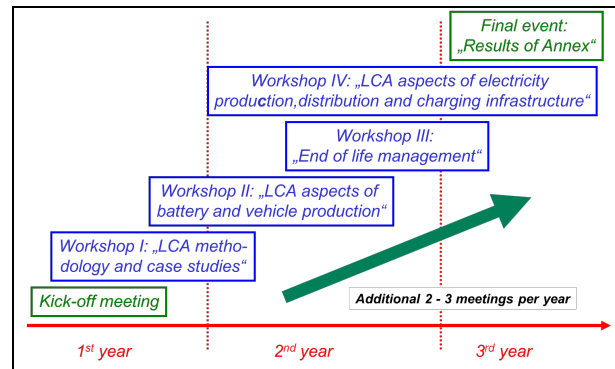 Final event:
„Results of Annex“
Workshop IV: „LCA aspects of electricity
production,distribution and charging infrastructure“
Workshop III:
„End of life management“
Workshop II: „LCA aspects of
battery and vehicle production“
Workshop I: „LCA metho-
dology and case studies“
Kick-off meeting
Additional 2 - 3 meetings per year
1st year
2nd year
3rd year